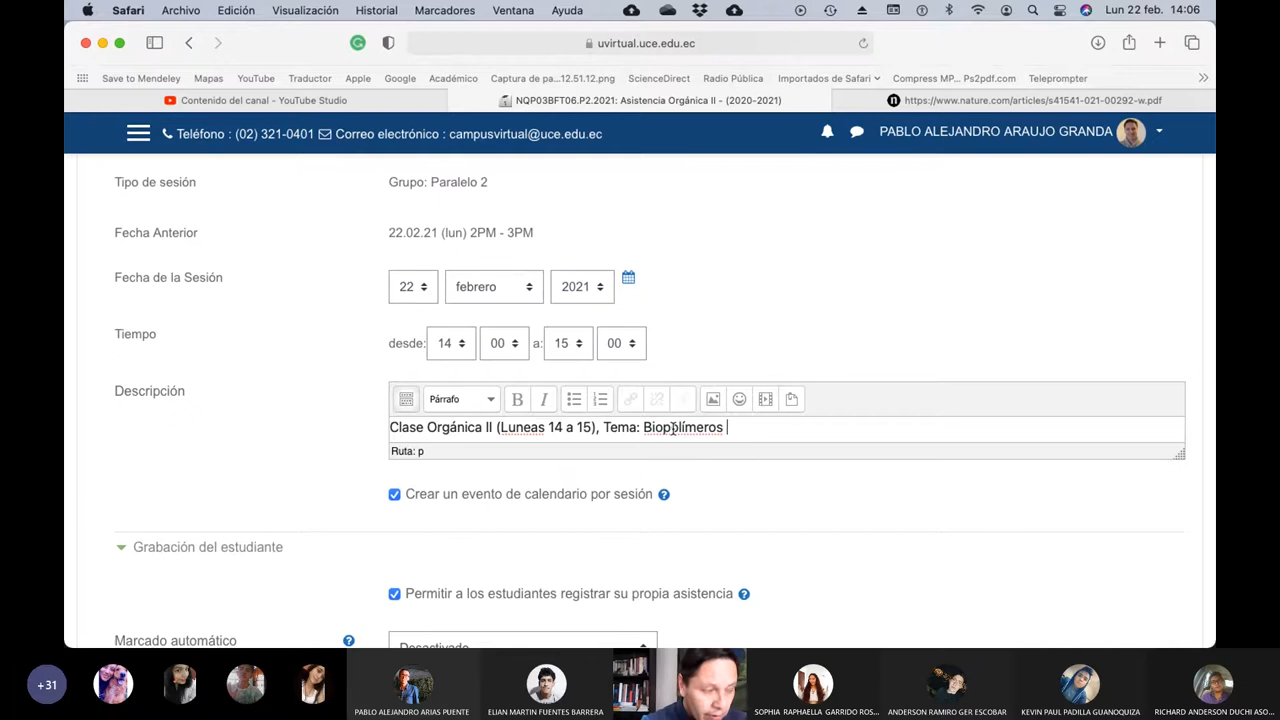 Safari Archivo Edición Visualización Historial Marcadores Ventana Ayuda Lun 22 feb. 14:06
uvirtual.uce.edu.ec
Save to Mendeley Mapas YouTube Traductor Apple Google Académico Captura de pa...12.51.12.png ScienceDirect Radio Pública Importados de Safari Compress MP... Ps2pdf.com Teleprompter
Contenido del canal - YouTube Studio NQP03BFT06.P2.2021: Asistencia Orgánica II - (2020-2021) https://www.nature.com/articles/s41541-021-00292-w.pdf
Teléfono : (02) 321-0401 Correo electrónico : campusvirtual@uce.edu.ec PABLO ALEJANDRO ARAUJO GRANDA
Tipo de sesión Grupo: Paralelo 2
Fecha Anterior 22.02.21 (lun) 2PM - 3PM
Fecha de la Sesión 22 febrero 2021
Tiempo desde: 14 00 a: 15 00
Descripción Párrafo B I
Clase Orgánica II (Luneas 14 a 15), Tema: Biopolímeros
Ruta: p
Crear un evento de calendario por sesión
Grabación del estudiante
Permitir a los estudiantes registrar su propia asistencia
Marcado automático Desactivado
+31 PABLO ALEJANDRO ARIAS PUENTE ELIAN MARTIN FUENTES BARRERA SOPHIA RAPHAELLA GARRIDO ROS... ANDERSON RAMIRO GER ESCOBAR KEVIN PAUL PADILLA GUANOQUIZA RICHARD ANDERSON DUCHI ASO...